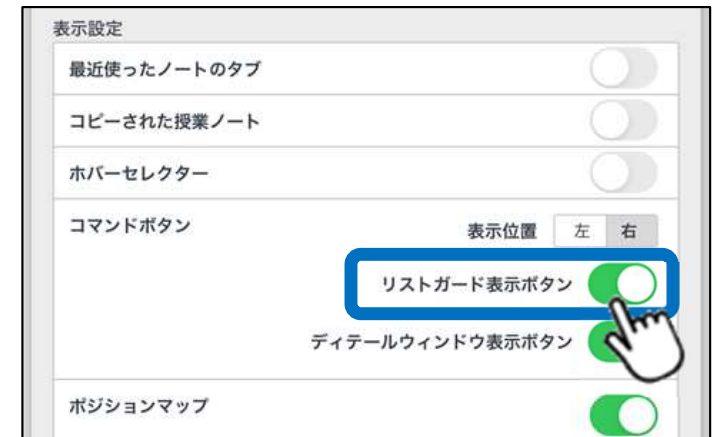 表示設定
最近使ったノートのタブ
コピーされた授業ノート
ホバーセレクター
コマンドボタン 表示位置 左 右
リストガード表示ボタン
ディテールウィンドウ表示ボタン
ポジションマップ